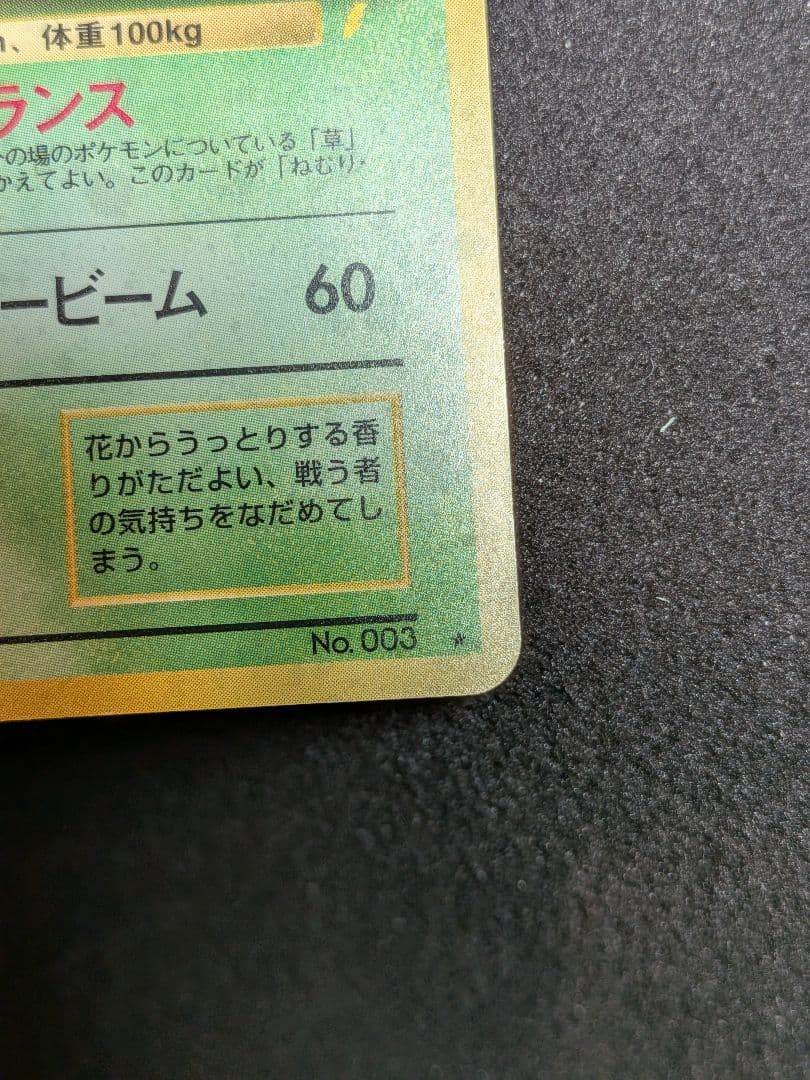 、体重100kg
ランス
の場のポケモンについている「草」
かえてよい。このカードが「ねむり・
ービーム 60
花からうっとりする香
りがただよい、戦う者
の気持ちをなだめてし
まう。
No. 003 ★